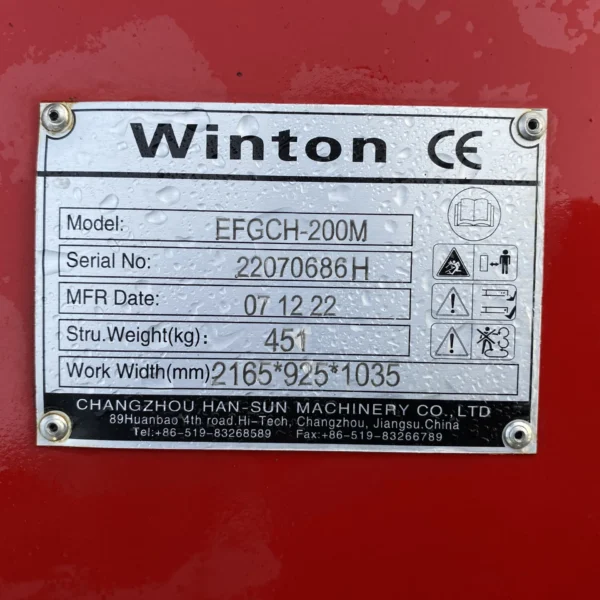 Winton CE
Model: EFGCH-200M
Serial No: 22070686H
MFR Date: 07 12 22
Stru.Weight(kg): 451
Work Width(mm) 2165*925*1035
CHANGZHOU HAN-SUN MACHINERY CO.,LTD
89Huanbao 4th road.Hi-Tech, Changzhou, Jiangsu.China
Tel:+86-519-83268589 Fax:+86-519-83266789